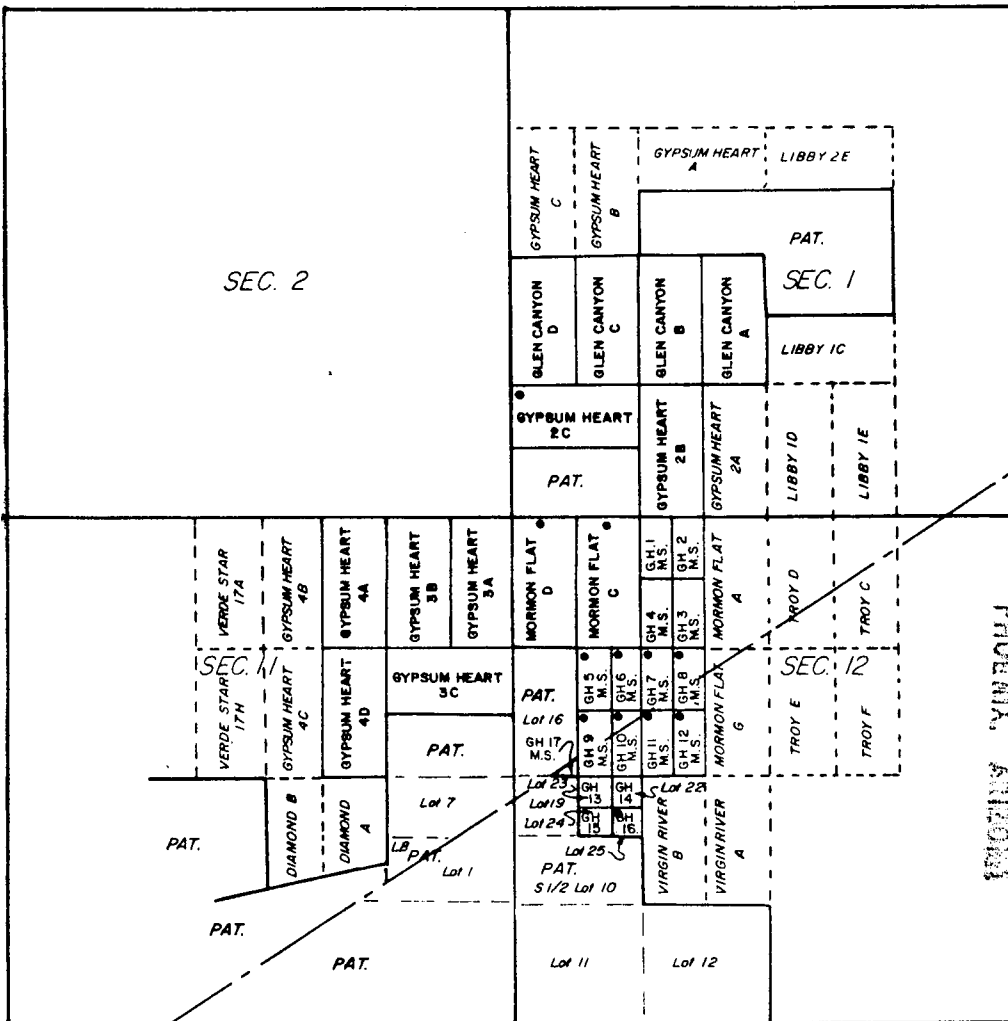 GYPSUM HEART
C
GYPSUM HEART
B
GYPSUM HEART
A
LIBBY 2E
PAT.
SEC. 1
SEC. 2
GLEN CANYON
D
GLEN CANYON
C
GLEN CANYON
B
GLEN CANYON
A
LIBBY 1C
GYPSUM HEART
2C
PAT.
GYPSUM HEART
2B
GYPSUM HEART
2A
LIBBY 1D
LIBBY 1E
VERDE STAR
17A
GYPSUM HEART
4B
GYPSUM HEART
4A
GYPSUM HEART
3B
GYPSUM HEART
3A
MORMON FLAT
D
MORMON FLAT
C
G.H. 1
M.S.
GH 2
M.S.
GH 4
M.S.
GH 3
M.S.
MORMON FLAT
A
TROY D
TROY C
SEC. 11
SEC. 12
VERDE STAR
17H
GYPSUM HEART
4C
GYPSUM HEART
4D
GYPSUM HEART
3C
PAT.
PAT.
Lot 16
GH 17
M.S.
GH 5
M.S.
GH 6
M.S.
GH 7
M.S.
GH 8
M.S.
GH 9
M.S.
GH 10
M.S.
GH 11
M.S.
GH 12
M.S.
MORMON FLAT
G
TROY E
TROY F
PAT.
DIAMOND B
DIAMOND
A
Lot 7
L8
PAT.
Lot 1
Lot 23
Lot 19
Lot 24
GH
13
GH
14
GH
15
GH
16
Lot 22
Lot 25
PAT.
S 1/2 Lot 10
VIRGIN RIVER
B
VIRGIN RIVER
A
PAT.
PAT.
Lot 11
Lot 12